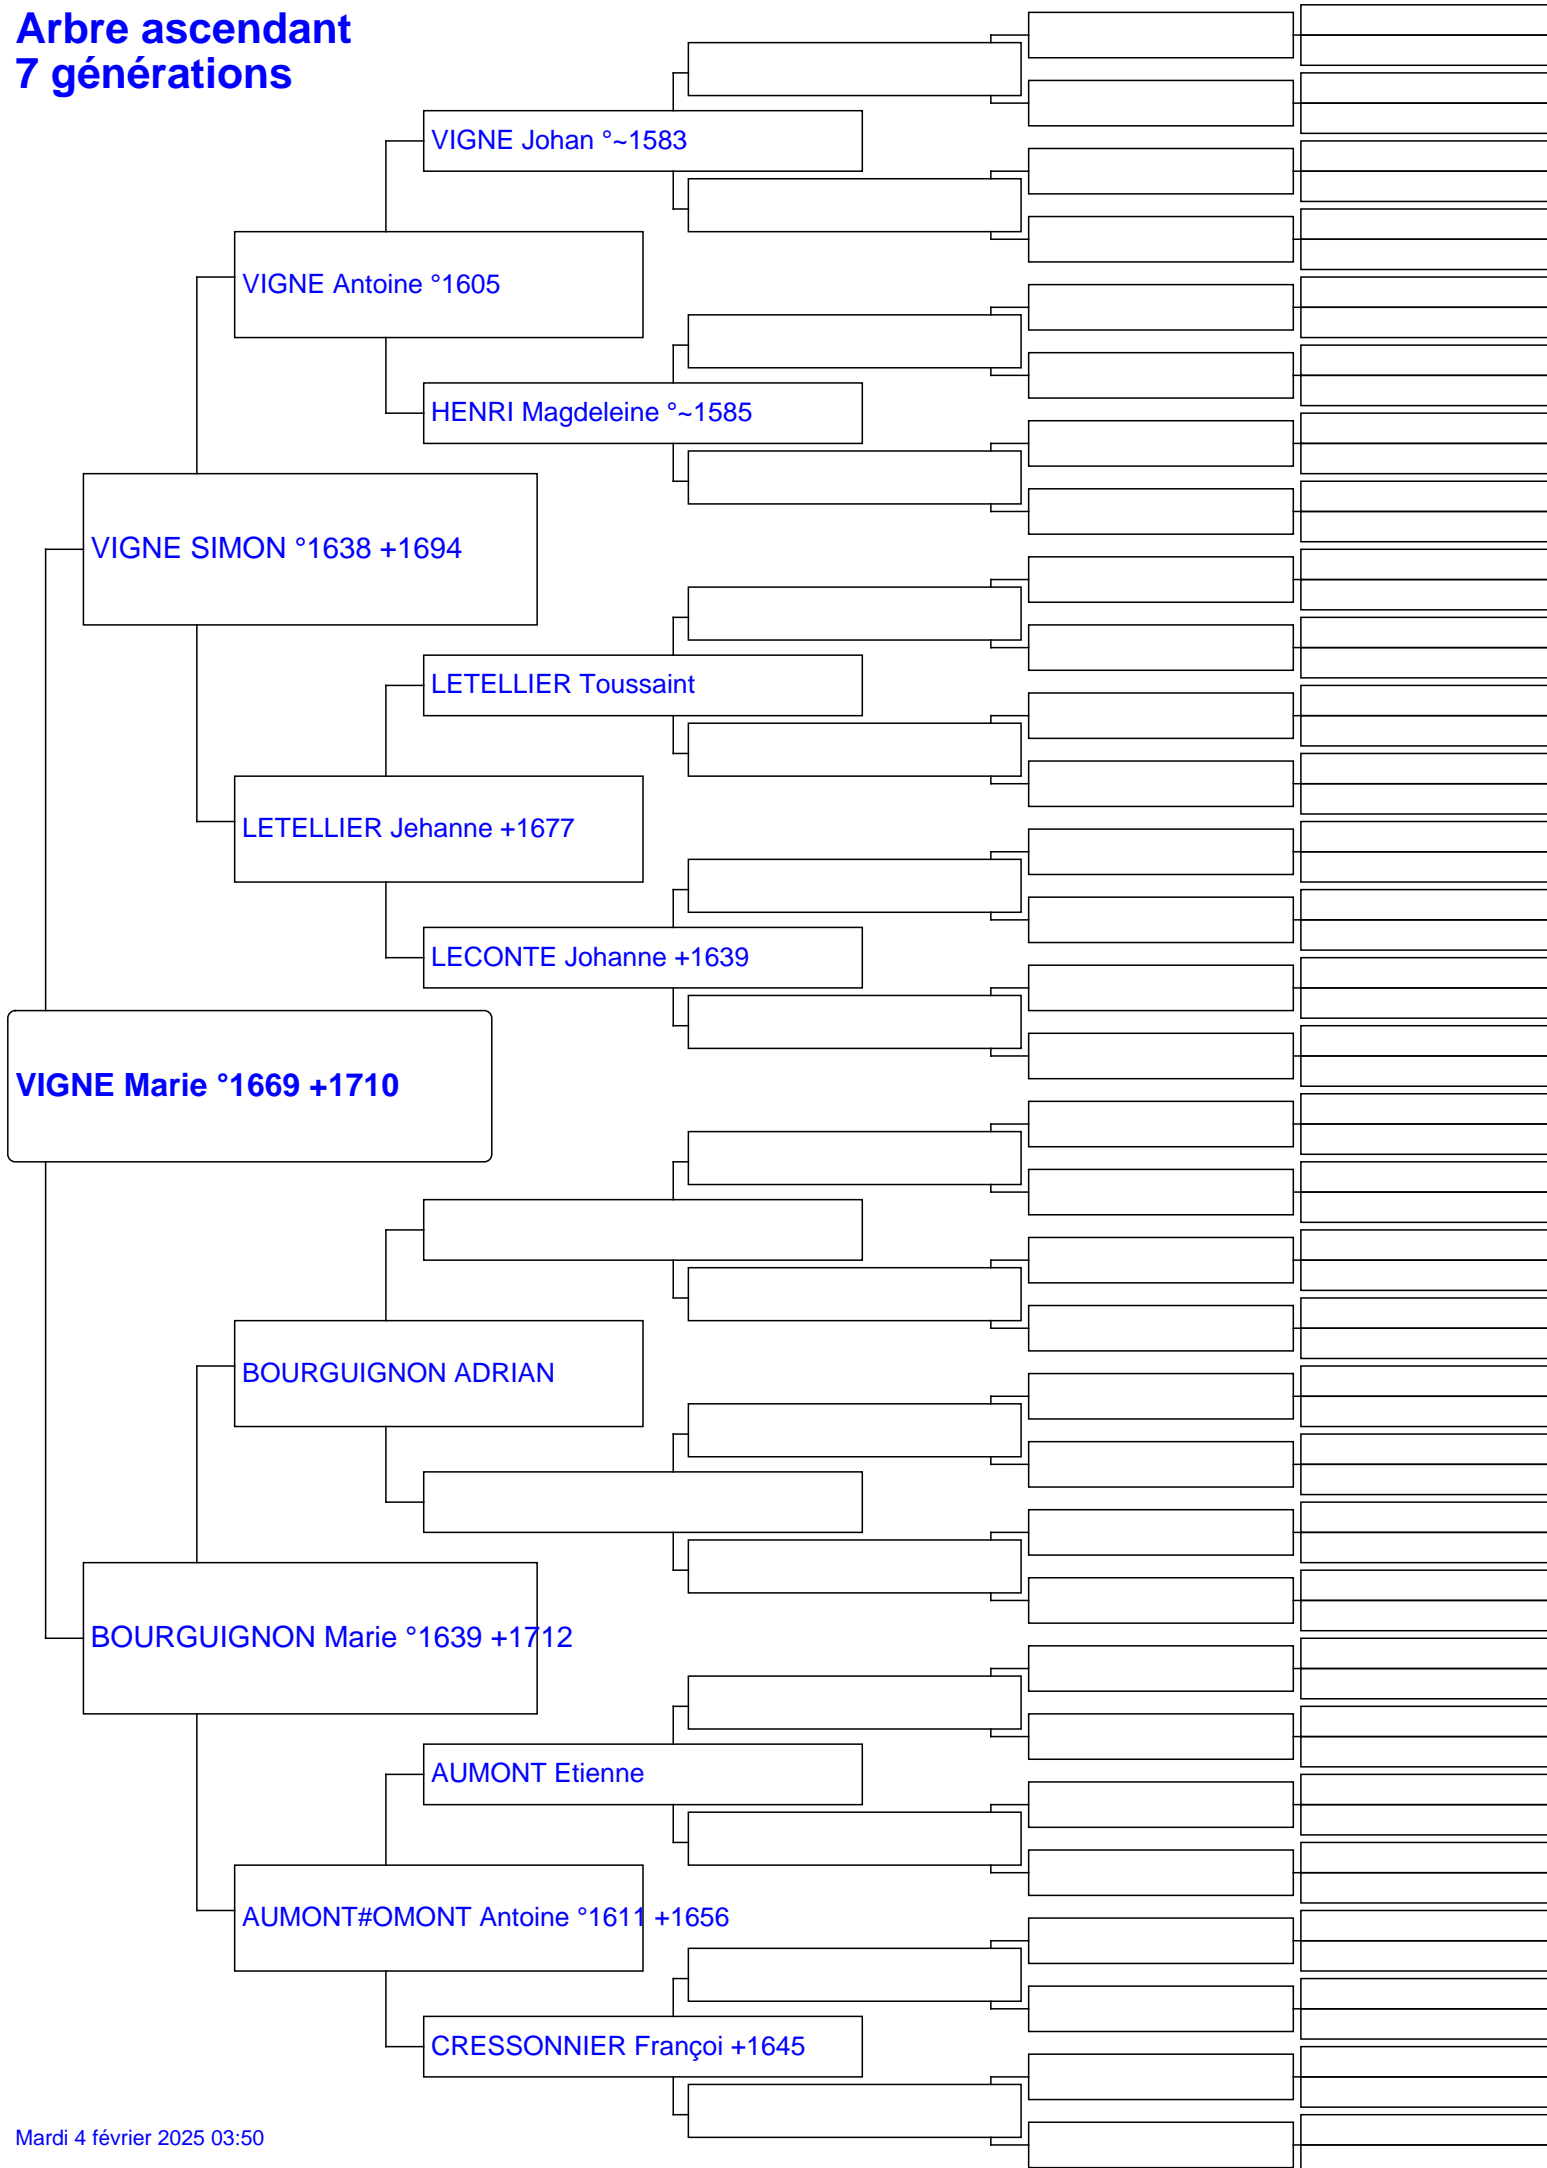 Arbre ascendant
7 générations
VIGNE Johan °~1583
VIGNE Antoine °1605
HENRI Magdeleine °~1585
VIGNE SIMON °1638 +1694
LETELLIER Toussaint
LETELLIER Jehanne +1677
LECONTE Johanne +1639
VIGNE Marie °1669 +1710
BOURGUIGNON ADRIAN
BOURGUIGNON Marie °1639 +1712
AUMONT Etienne
AUMONT#OMONT Antoine °1611 +1656
CRESSONNIER Françoi +1645
Mardi 4 février 2025 03:50